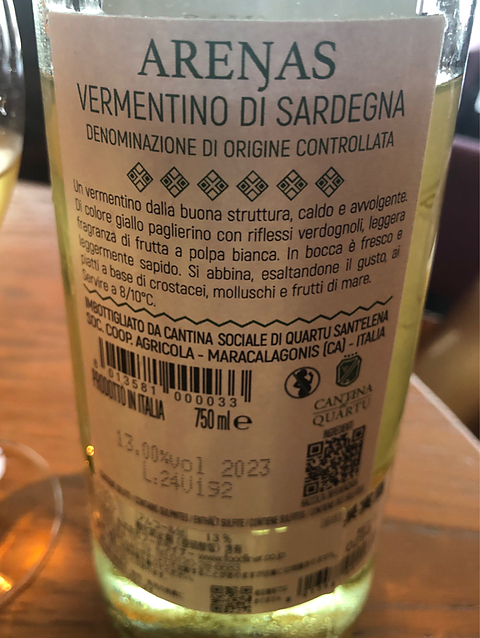 ARENAS
VERMENTINO DI SARDEGNA
DENOMINAZIONE DI ORIGINE CONTROLLATA
Un vermentino dalla buona struttura, caldo e avvolgente.
Di colore giallo paglierino con riflessi verdognoli, leggera
fragranza di frutta a polpa bianca. In bocca è fresco e
leggermente sapido. Si abbina, esaltandone il gusto, ai
piatti a base di crostacei, molluschi e frutti di mare.
Servire a 8/10°C.
IMBOTTIGLIATO DA CANTINA SOCIALE DI QUARTU SANT'ELENA
SOC. COOP. AGRICOLA - MARACALAGONIS (CA) - ITALIA
8 013581 000033
PRODOTTO IN ITALIA
750 ml e
CANTINA
QUARTU
13.00%vol 2023
L:24V192
13%